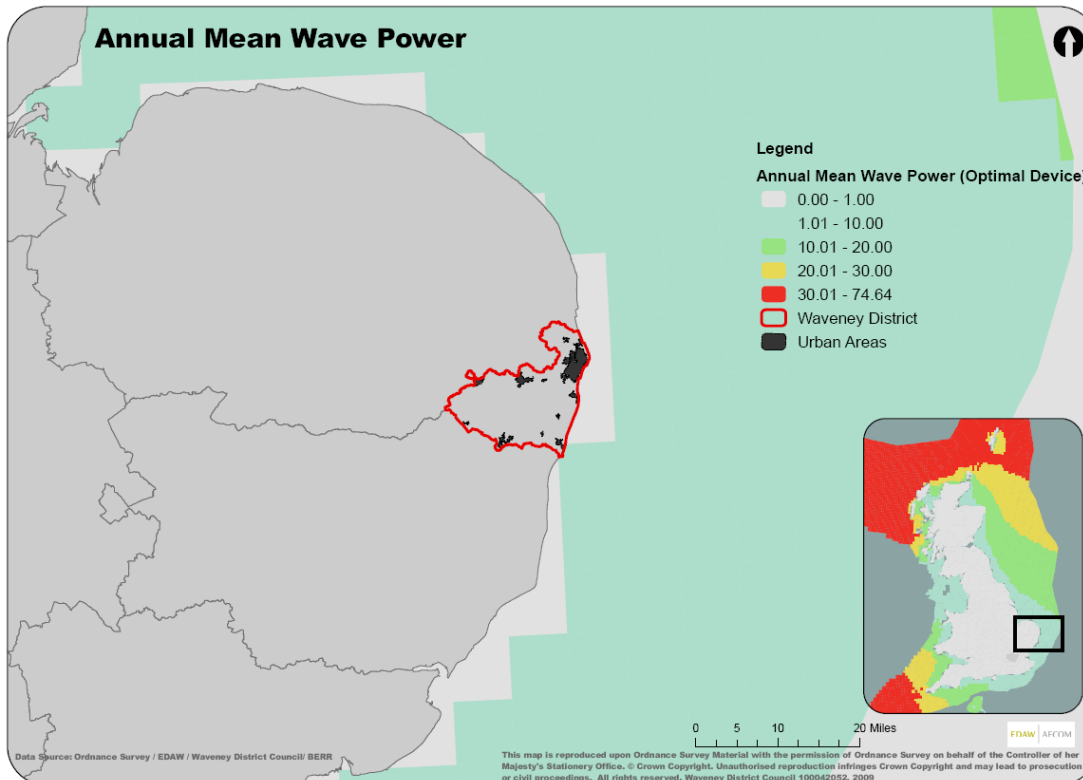 Annual Mean Wave Power
Legend
Annual Mean Wave Power (Optimal Device)
0.00 - 1.00
1.01 - 10.00
10.01 - 20.00
20.01 - 30.00
30.01 - 74.64
Waveney District
Urban Areas
0 5 10 20 Miles
EDAW AECOM
Data Source: Ordnance Survey / EDAW / Waveney District Council/ BERR
This map is reproduced upon Ordnance Survey Material with the permission of Ordnance Survey on behalf of the Controller of her
Majesty's Stationery Office. © Crown Copyright. Unauthorised reproduction infringes Crown Copyright and may lead to prosecution
or civil proceedings. All rights reserved. Waveney District Council 100042052. 2009